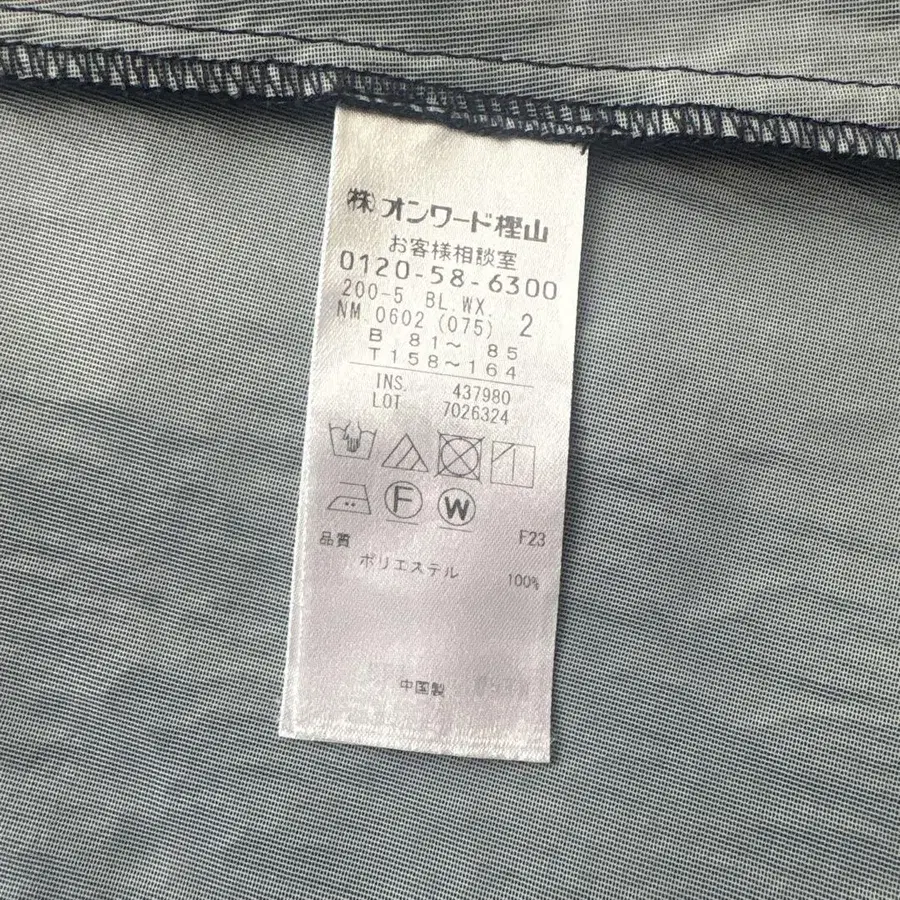 ㈱オンワード樫山
お客様相談室
0120-58-6300
200-5 BL.WX. 2
NM.0602(075)
B 81〜 85
T158〜164
INS. 437980
LOT 7026324
F
W
F23
品質
ポリエステル 100%
中国製